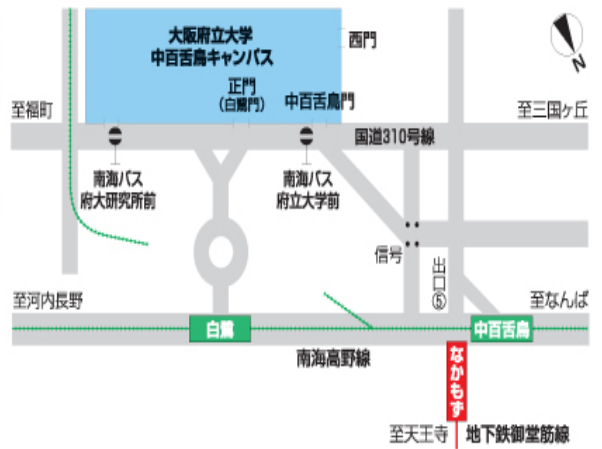 大阪府立大学
中百舌鳥キャンパス
西門
正門
（白鷺門）
中百舌鳥門
N
至福町
至三国ヶ丘
国道310号線
南海バス
府大研究所前
南海バス
府立大学前
信号
出口⑤
至河内長野
至なんば
白鷺
中百舌鳥
南海高野線
なかもず
至天王寺
地下鉄御堂筋線